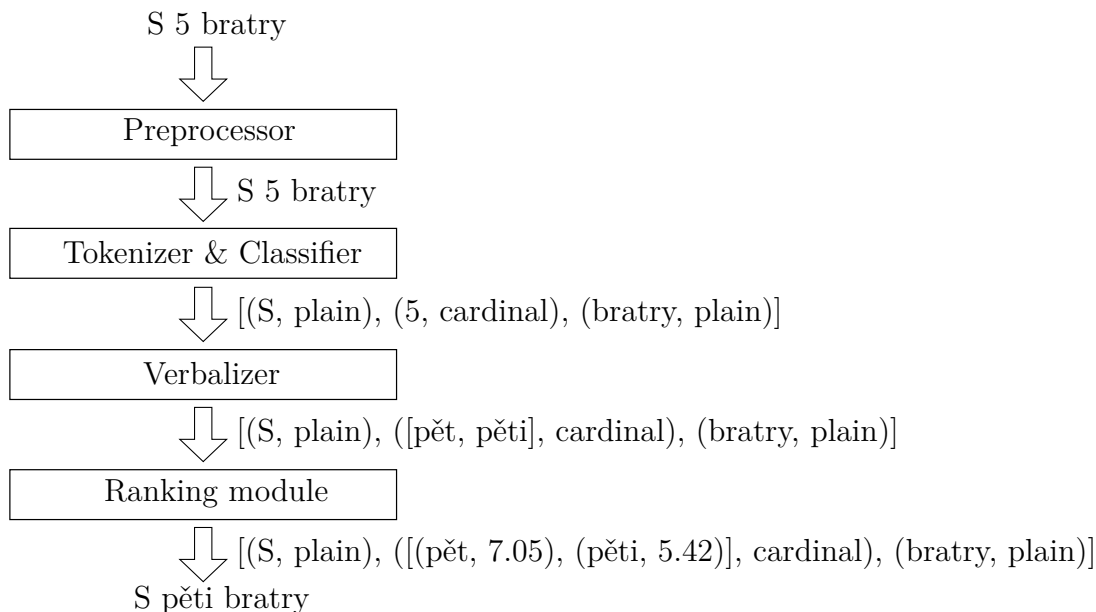 S 5 bratry
Preprocessor
S 5 bratry
Tokenizer & Classifier
[(S, plain), (5, cardinal), (bratry, plain)]
Verbalizer
[(S, plain), ([pět, pěti], cardinal), (bratry, plain)]
Ranking module
[(S, plain), ([(pět, 7.05), (pěti, 5.42)], cardinal), (bratry, plain)]
S pěti bratry